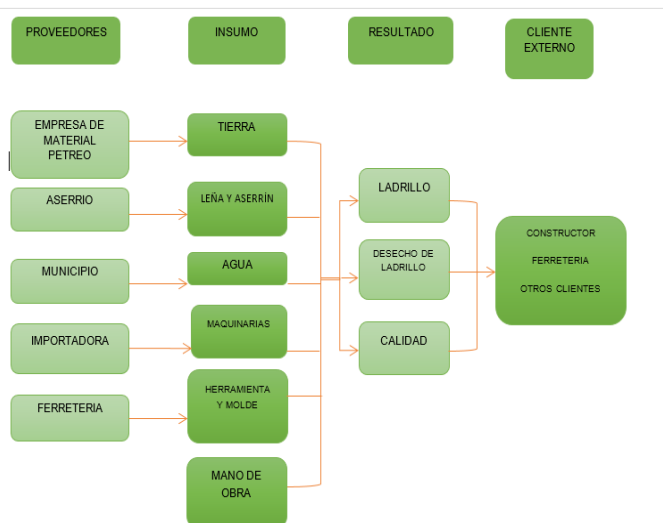 PROVEEDORES
INSUMO
RESULTADO
CLIENTE
EXTERNO
EMPRESA DE
MATERIAL
PETREO
TIERRA
ASERRIO
LEÑA Y ASERRÍN
LADRILLO
MUNICIPIO
AGUA
DESECHO DE
LADRILLO
CONSTRUCTOR
FERRETERIA
OTROS CLIENTES
IMPORTADORA
MAQUINARIAS
CALIDAD
FERRETERIA
HERRAMIENTA
Y MOLDE
MANO DE
OBRA